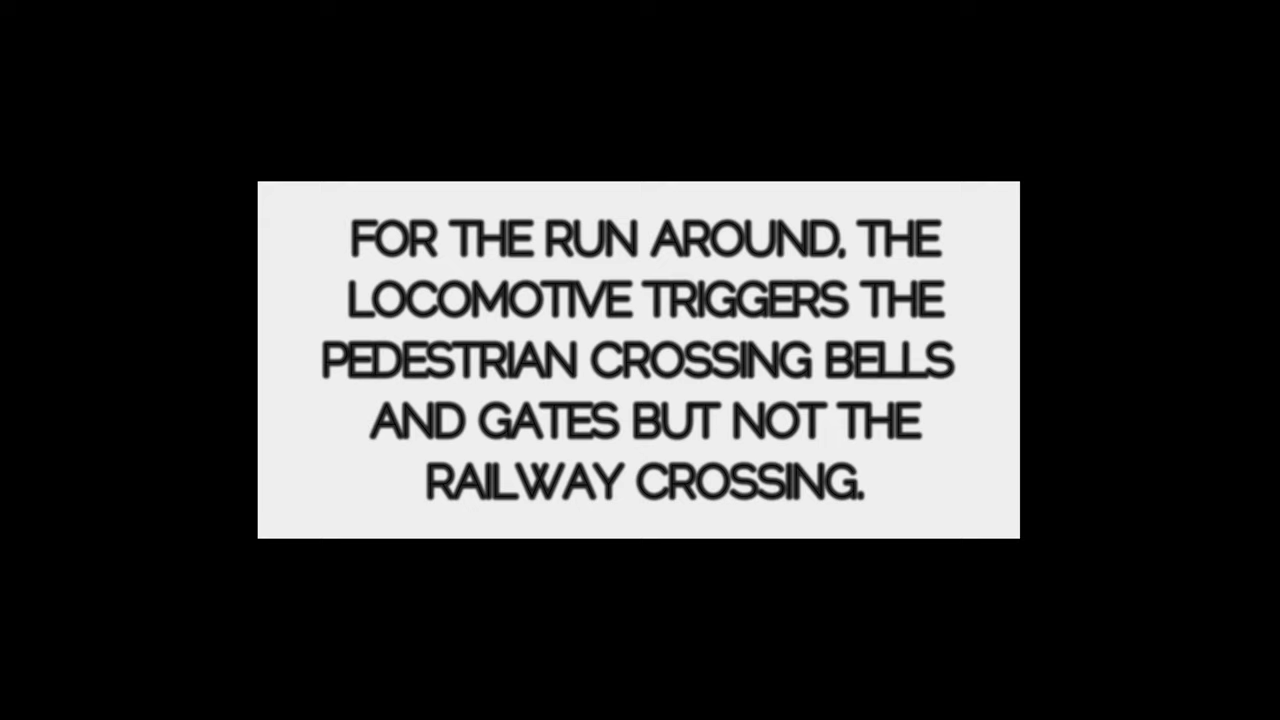 FOR THE RUN AROUND, THE
LOCOMOTIVE TRIGGERS THE
PEDESTRIAN CROSSING BELLS
AND GATES BUT NOT THE
RAILWAY CROSSING.